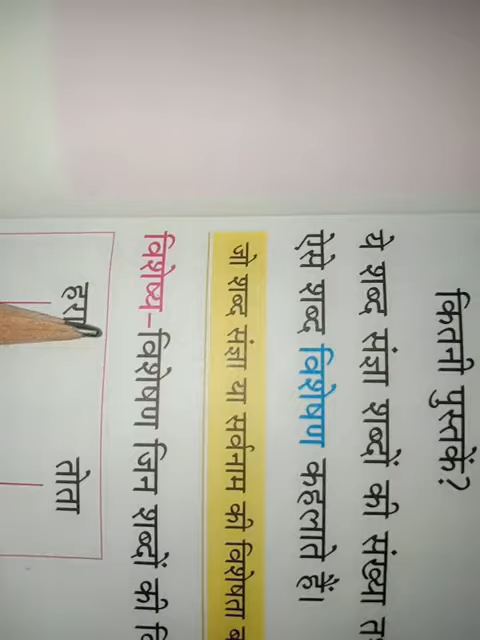 कितनी पुस्तकें?
ये शब्द संज्ञा शब्दों की संख्या
ऐसे शब्द विशेषण कहलाते हैं।
जो शब्द संज्ञा या सर्वनाम की विशेषता
विशेष्य–विशेषण जिन शब्दों की
हरा तोता